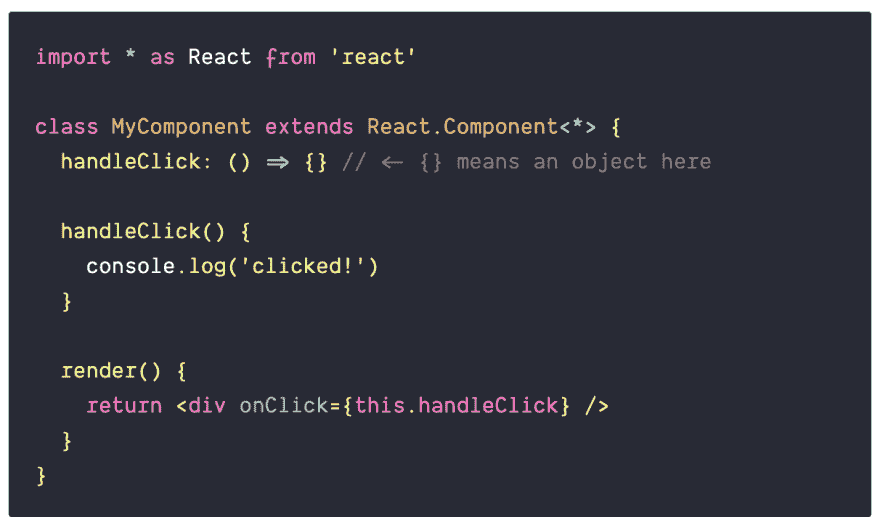 import * as React from 'react'
class MyComponent extends React.Component<*> {
handleClick: () => {} // <- {} means an object here
handleClick() {
console.log('clicked!')
}
render() {
return <div onClick={this.handleClick} />
}
}